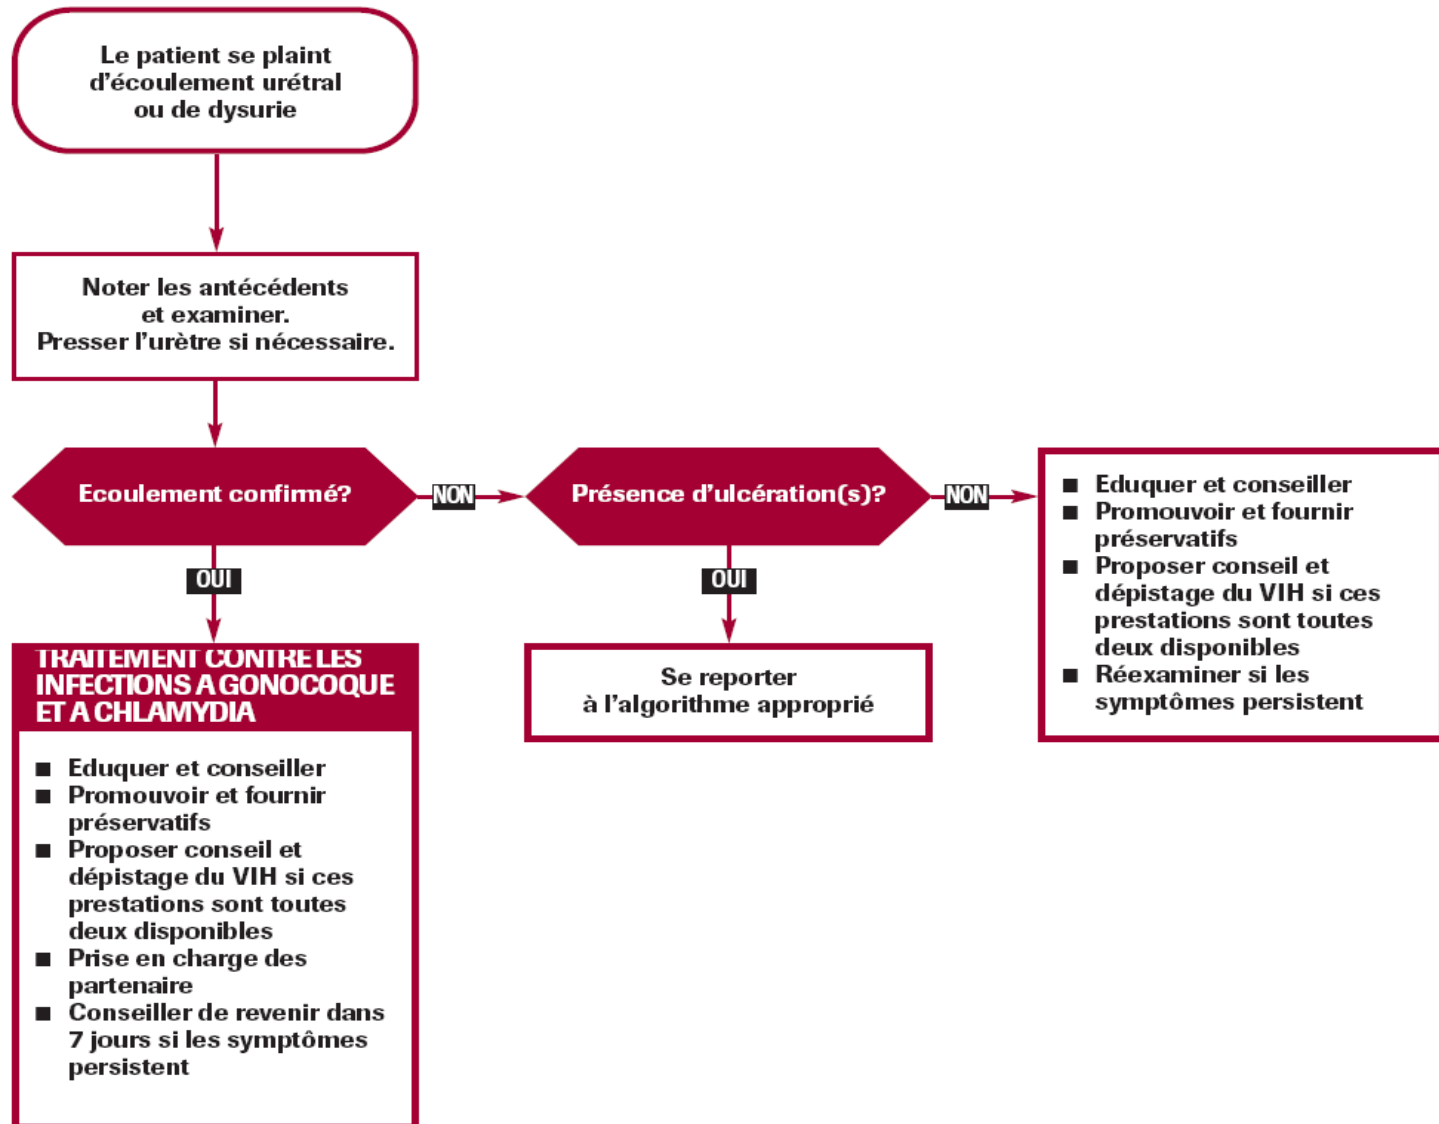 Le patient se plaint
d'écoulement urétral
ou de dysurie
Noter les antécédents
et examiner.
Presser l'urètre si nécessaire.
Ecoulement confirmé?
NON
Présence d'ulcération(s)?
NON
■ Eduquer et conseiller
■ Promouvoir et fournir
préservatifs
■ Proposer conseil et
dépistage du VIH si ces
prestations sont toutes
deux disponibles
■ Réexaminer si les
symptômes persistent
OUI
OUI
TRAITEMENT CONTRE LES
INFECTIONS A GONOCOQUE
ET A CHLAMYDIA
■ Eduquer et conseiller
■ Promouvoir et fournir
préservatifs
■ Proposer conseil et
dépistage du VIH si ces
prestations sont toutes
deux disponibles
■ Prise en charge des
partenaire
■ Conseiller de revenir dans
7 jours si les symptômes
persistent
Se reporter
à l'algorithme approprié